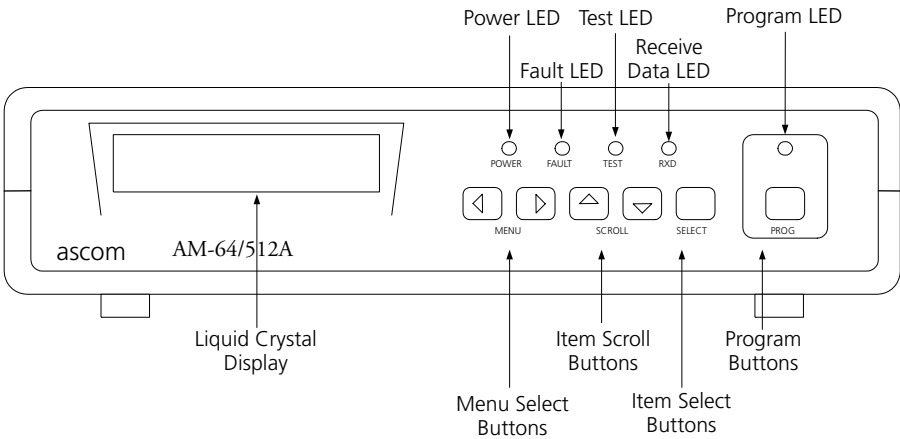 Power LED
Test LED
Program LED
Fault LED
Receive
Data LED
POWER
FAULT
TEST
RXD
MENU
SCROLL
SELECT
PROG
ascom
AM-64/512A
Liquid Crystal
Display
Item Scroll
Buttons
Program
Buttons
Menu Select
Buttons
Item Select
Buttons